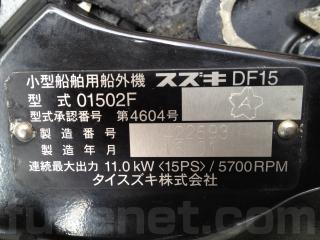 小型船舶用船外機 スズキ DF15
型式 01502F
型式承認番号 第4604号
製造番号
製造年月
連続最大出力 11.0kW〈15PS〉/5700RPM
タイスズキ株式会社